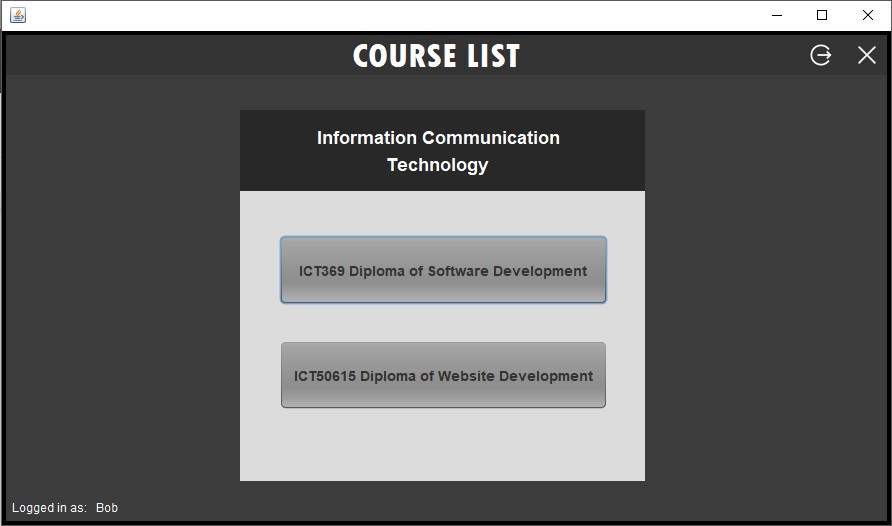 COURSE LIST
Information Communication
Technology
ICT369 Diploma of Software Development
ICT50615 Diploma of Website Development
Logged in as: Bob